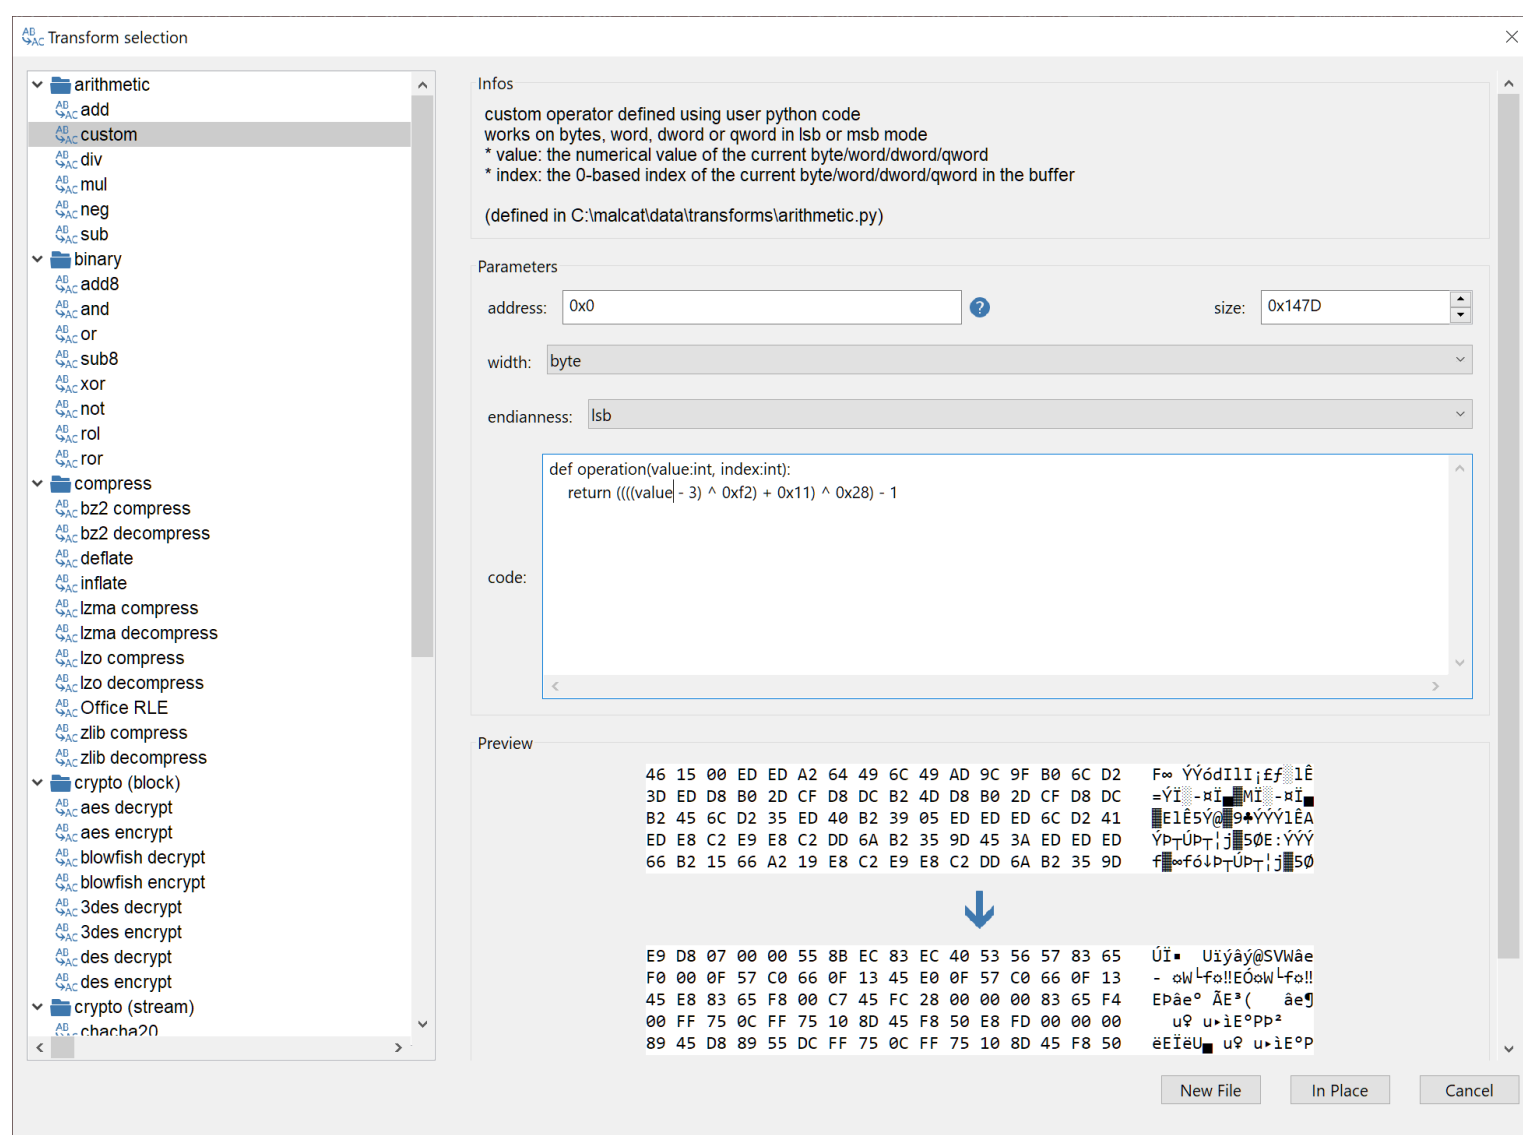 Transform selection
arithmetic
add
custom
div
mul
neg
sub
binary
add8
and
or
sub8
xor
not
rol
ror
compress
bz2 compress
bz2 decompress
deflate
inflate
lzma compress
lzma decompress
lzo compress
lzo decompress
Office RLE
zlib compress
zlib decompress
crypto (block)
aes decrypt
aes encrypt
blowfish decrypt
blowfish encrypt
3des decrypt
3des encrypt
des decrypt
des encrypt
crypto (stream)
chacha20
Infos
custom operator defined using user python code
works on bytes, word, dword or qword in lsb or msb mode
* value: the numerical value of the current byte/word/dword/qword
* index: the 0-based index of the current byte/word/dword/qword in the buffer
(defined in C:\malcat\data\transforms\arithmetic.py)
Parameters
address: 0x0 size: 0x147D
width: byte
endianness: lsb
code:
def operation(value:int, index:int):
return ((((value - 3) ^ 0xf2) + 0x11) ^ 0x28) - 1
Preview
46 15 00 ED ED A2 64 49 6C 49 AD 9C 9F B0 6C D2
3D ED D8 B0 2D CF D8 DC B2 4D D8 B0 2D CF D8 DC
B2 45 6C D2 35 ED 40 B2 39 05 ED ED ED 6C D2 41
ED E8 C2 E9 E8 C2 DD 6A B2 35 9D 45 3A ED ED ED
66 B2 15 66 A2 19 E8 C2 E9 E8 C2 DD 6A B2 35 9D
E9 D8 07 00 00 55 8B EC 83 EC 40 53 56 57 83 65
F0 00 0F 57 C0 66 0F 13 45 E0 0F 57 C0 66 0F 13
45 E8 83 65 F8 00 C7 45 FC 28 00 00 00 83 65 F4
00 FF 75 0C FF 75 10 8D 45 F8 50 E8 FD 00 00 00
89 45 D8 89 55 DC FF 75 0C FF 75 10 8D 45 F8 50
New File
In Place
Cancel